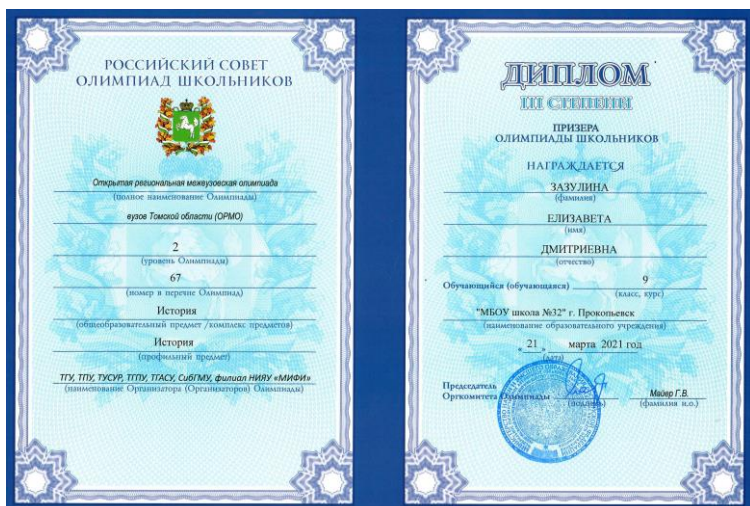 РОССИЙСКИЙ СОВЕТ
ОЛИМПИАД ШКОЛЬНИКОВ
Открытая региональная межвузовская олимпиада
(полное наименование Олимпиады)
вузов Томской области (ОРМО)
2
(уровень Олимпиады)
67
(номер в перечне Олимпиад)
История
(общеобразовательный предмет /комплекс предметов)
История
(профильный предмет)
ТГУ, ТПУ, ТУСУР, ТГПУ, ТГАСУ, СибГМУ, филиал НИЯУ «МИФИ»
(наименование Организатора (Организаторов) Олимпиады)
ДИПЛОМ
III СТЕПЕНИ
ПРИЗЕРА
ОЛИМПИАДЫ ШКОЛЬНИКОВ
НАГРАЖДАЕТСЯ
ЗАЗУЛИНА
(фамилия)
ЕЛИЗАВЕТА
(имя)
ДМИТРИЕВНА
(отчество)
Обучающийся (обучающаяся) 9
(класс, курс)
"МБОУ школа №32" г. Прокопьевск
(наименование образовательного учреждения)
„ 21 „ марта 2021 год
(дата)
Председатель
Оргкомитета Олимпиады Майер Г.В.
(подпись) (фамилия и.о.)